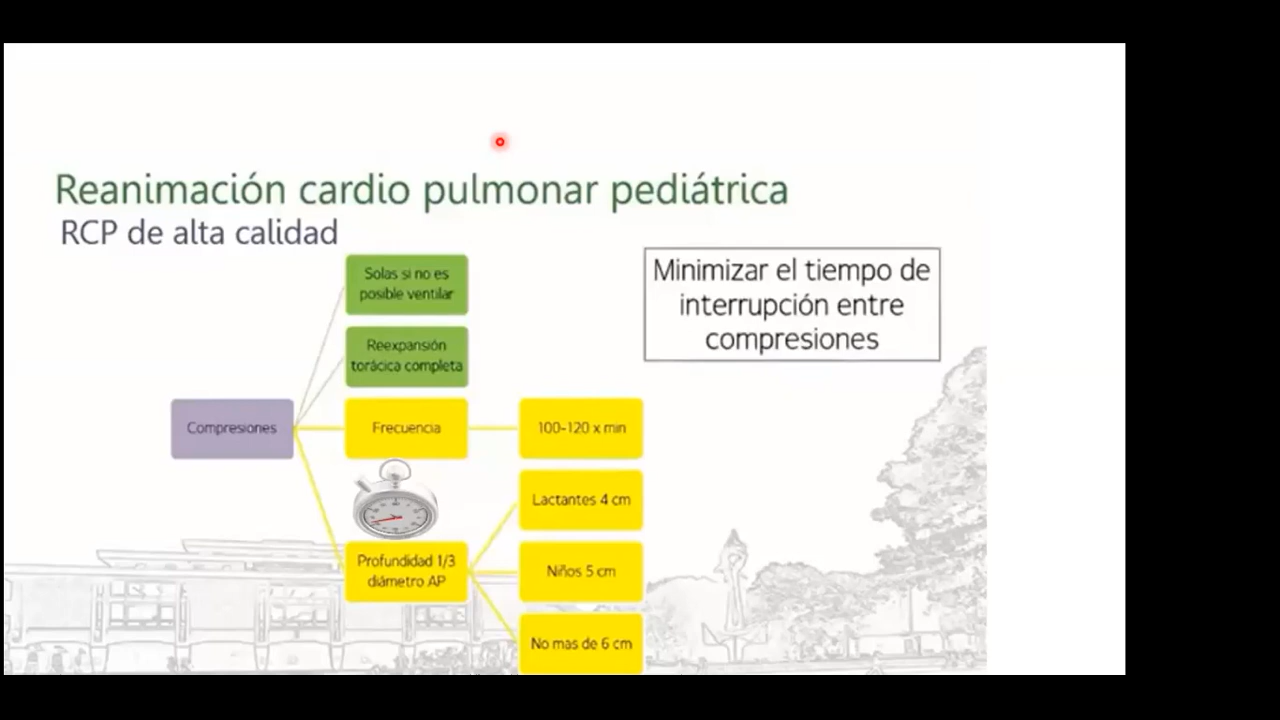 Reanimación cardio pulmonar pediátrica
RCP de alta calidad
Solas si no es
posible ventilar
Reexpansión
torácica completa
Compresiones
Frecuencia
100-120 x min
Lactantes 4 cm
Profundidad 1/3
diámetro AP
Niños 5 cm
No mas de 6 cm
Minimizar el tiempo de
interrupción entre
compresiones